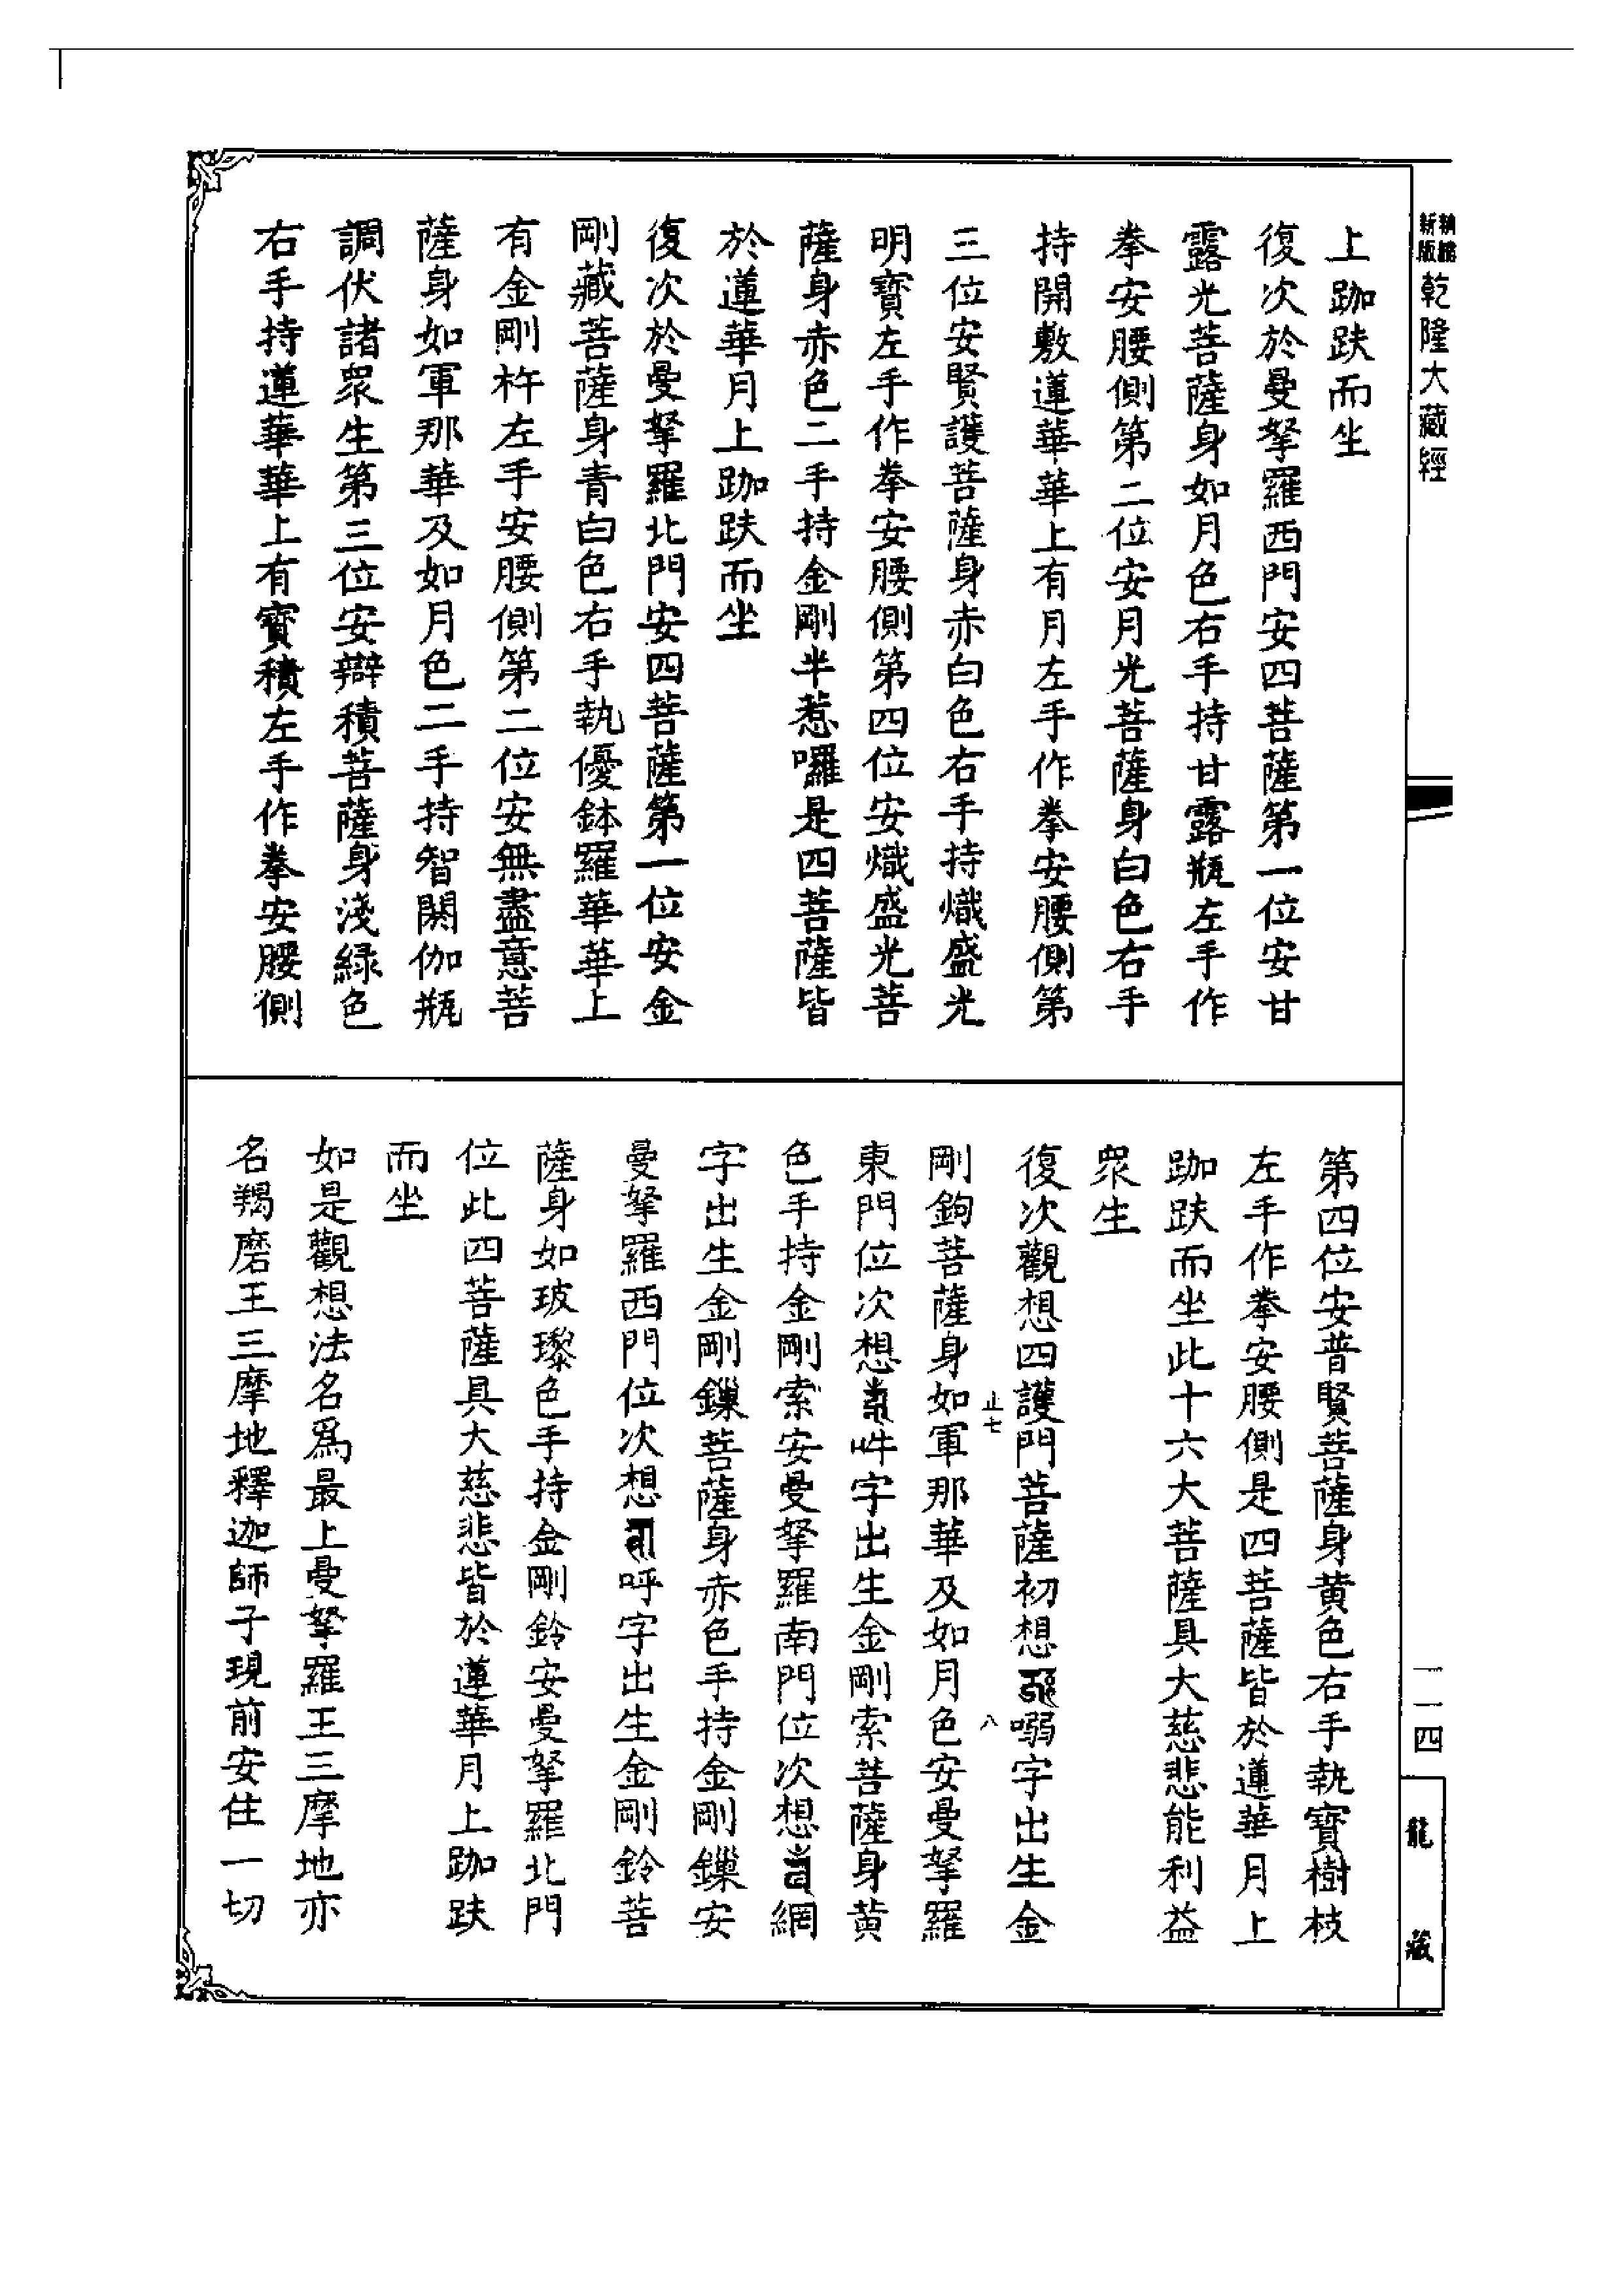 新版精縮乾隆大藏經
上跏趺而坐
復次於曼拏羅西門安四菩薩第一位安甘
露光菩薩身如月色右手持甘露瓶左手作
拳安腰側第二位安月光菩薩身白色右手
持開敷蓮華華上有月左手作拳安腰側第
三位安賢護菩薩身赤白色右手持熾盛光
明寶左手作拳安腰側第四位安熾盛光菩
薩身赤色二手持金剛半惹囉是四菩薩皆
於蓮華月上跏趺而坐
復次於曼拏羅北門安四菩薩第一位安金
剛藏菩薩身青白色右手執優鉢羅華華上
有金剛杵左手安腰側第二位安無盡意菩
薩身如軍那華及如月色二手持智閼伽瓶
調伏諸眾生第三位安辯積菩薩身淺綠色
右手持蓮華華上有寶積左手作拳安腰側
第四位安普賢菩薩身黃色右手執寶樹枝
左手作拳安腰側是四菩薩皆於蓮華月上
跏趺而坐此十六大菩薩具大慈悲能利益
眾生
復次觀想四護門菩薩初想嗍字出生金
止七 八
剛鉤菩薩身如軍那華及如月色安曼拏羅
東門位次想吽字出生金剛索菩薩身黃
色手持金剛索安曼拏羅南門位次想網
字出生金剛鏁菩薩身赤色手持金剛鏁安
曼拏羅西門位次想呼字出生金剛鈴菩
薩身如玻瓈色手持金剛鈴安曼拏羅北門
位此四菩薩具大慈悲皆於蓮華月上跏趺
而坐
如是觀想法名爲最上曼拏羅王三摩地亦
名羯磨王三摩地釋迦師子現前安住一切
一一四
龍藏